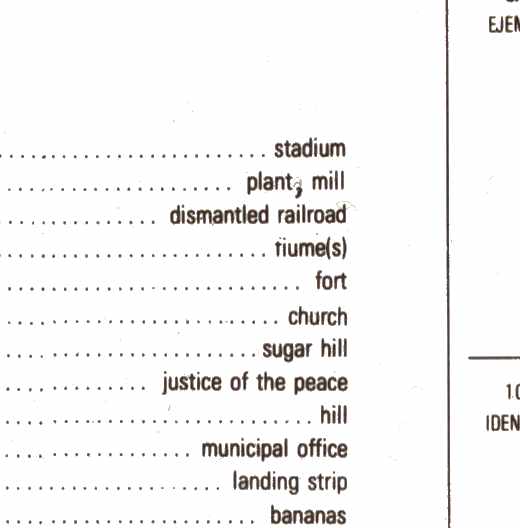 stadium
plant, mill
dismantled railroad
flume(s)
fort
church
sugar hill
justice of the peace
hill
municipal office
landing strip
bananas
EJEM
10
IDEN